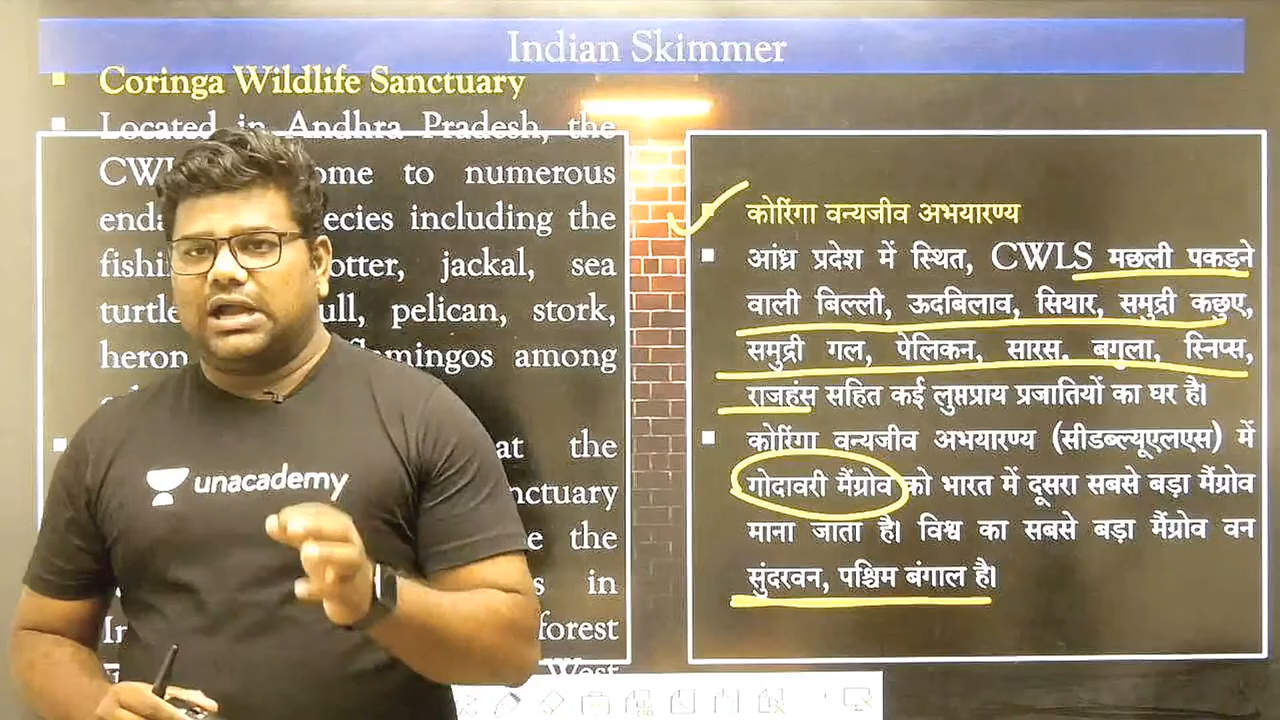 Indian Skimmer
Coringa Wildlife Sanctuary
Located in Andhra Pradesh, the
ome to numerous
ecies including the
otter, jackal, sea
turtle ull, pelican, stork,
heron flamingos among
at the
nctuary
e the
s in
forest
West
कोरिंगा वन्यजीव अभयारण्य
आंध्र प्रदेश में स्थित, CWLS मछली पकड़ने
वाली बिल्ली, ऊदबिलाव, सियार, समुद्री कछुए,
समुद्री गल, पेलिकन, सारस, बगुला, स्निप्स,
राजहंस सहित कई लुप्तप्राय प्रजातियों का घर है।
कोरिंगा वन्यजीव अभयारण्य (सीडब्ल्यूएलएस) में
गोदावरी मैंग्रोव को भारत में दूसरा सबसे बड़ा मैंग्रोव
माना जाता है। विश्व का सबसे बड़ा मैंग्रोव वन
सुंदरवन, पश्चिम बंगाल है।
unacademy